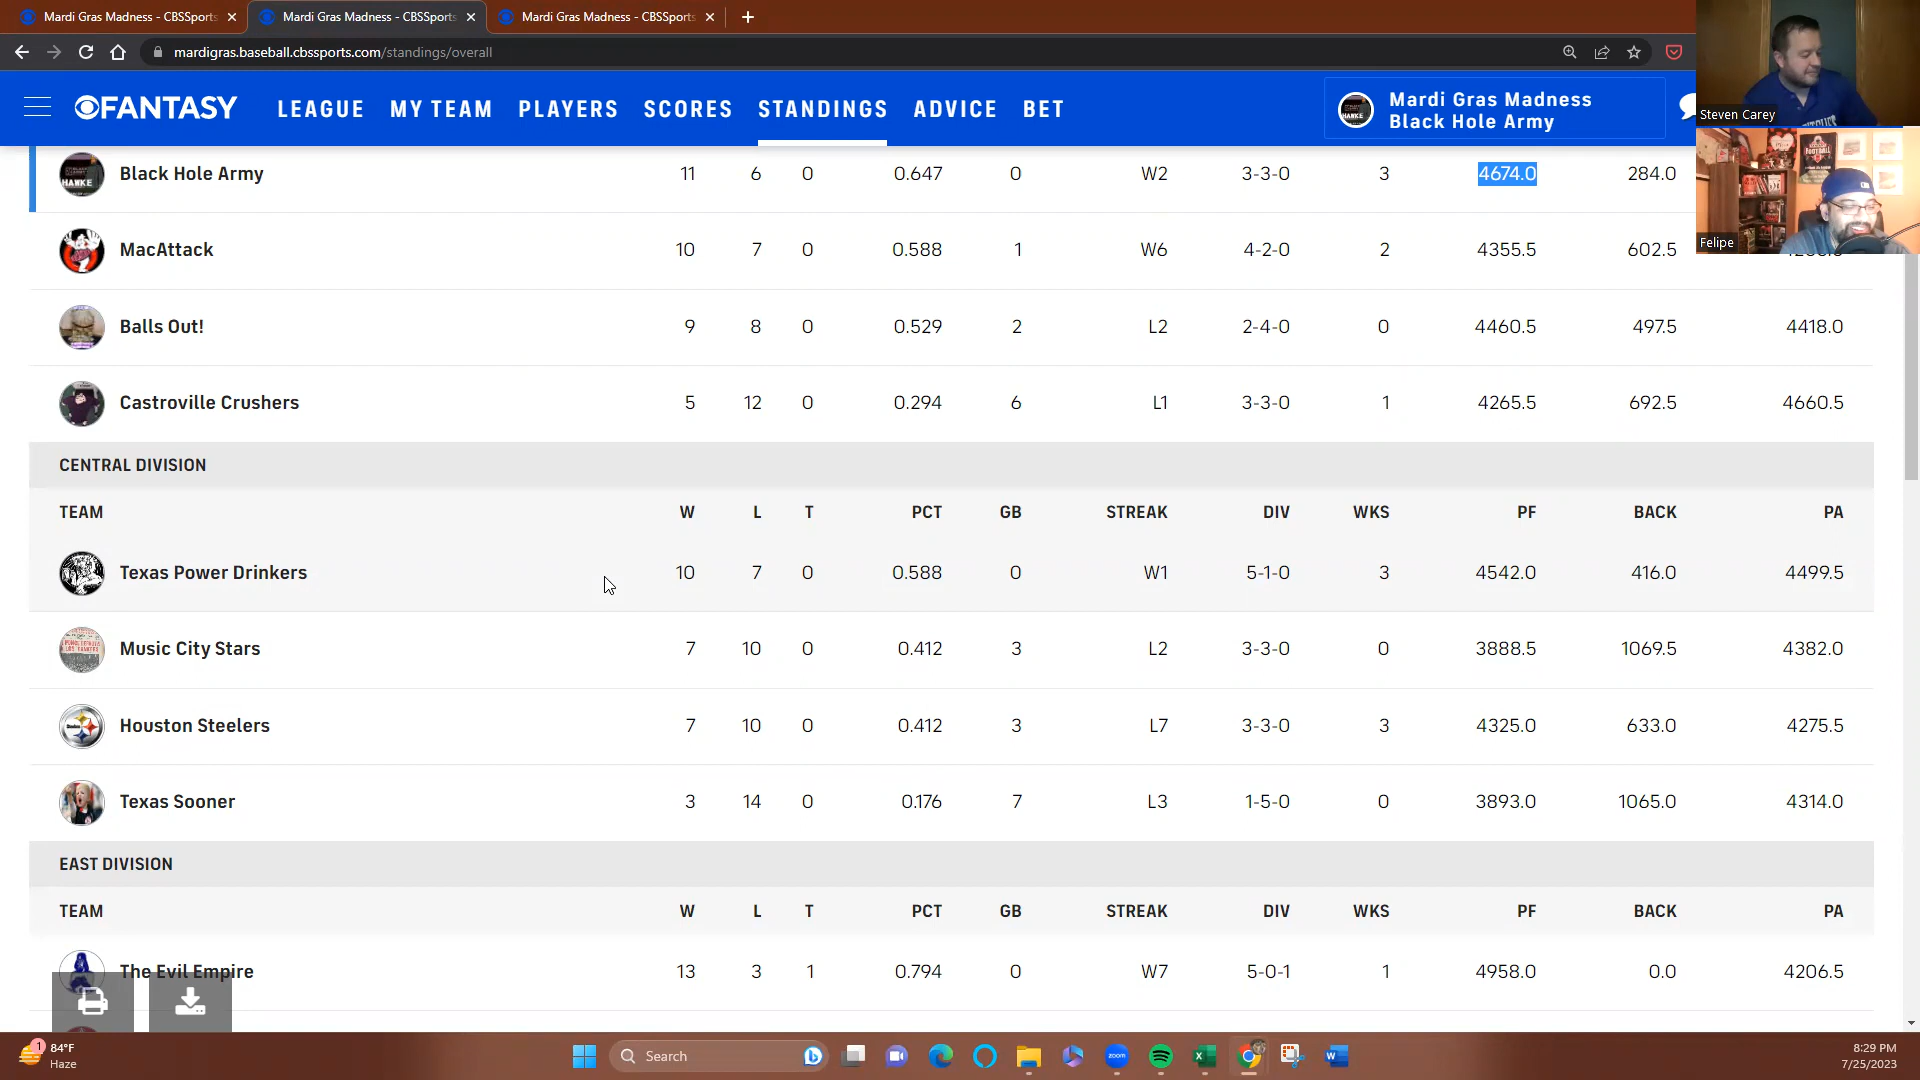 Mardi Gras Madness - CBSSports
Mardi Gras Madness - CBSSports
Mardi Gras Madness - CBSSports
mardigras.baseball.cbssports.com/standings/overall
FANTASY LEAGUE MY TEAM PLAYERS SCORES STANDINGS ADVICE BET
Mardi Gras Madness
Black Hole Army
Steven Carey
Felipe
HAWKE
Black Hole Army 11 6 0 0.647 0 W2 3-3-0 3 4674.0 284.0
MacAttack 10 7 0 0.588 1 W6 4-2-0 2 4355.5 602.5
Balls Out! 9 8 0 0.529 2 L2 2-4-0 0 4460.5 497.5 4418.0
Castroville Crushers 5 12 0 0.294 6 L1 3-3-0 1 4265.5 692.5 4660.5
CENTRAL DIVISION
TEAM W L T PCT GB STREAK DIV WKS PF BACK PA
Texas Power Drinkers 10 7 0 0.588 0 W1 5-1-0 3 4542.0 416.0 4499.5
Music City Stars 7 10 0 0.412 3 L2 3-3-0 0 3888.5 1069.5 4382.0
Houston Steelers 7 10 0 0.412 3 L7 3-3-0 3 4325.0 633.0 4275.5
Texas Sooner 3 14 0 0.176 7 L3 1-5-0 0 3893.0 1065.0 4314.0
EAST DIVISION
TEAM W L T PCT GB STREAK DIV WKS PF BACK PA
The Evil Empire 13 3 1 0.794 0 W7 5-0-1 1 4958.0 0.0 4206.5
1
84°F
Haze
Search
zoom
8:29 PM
7/25/2023